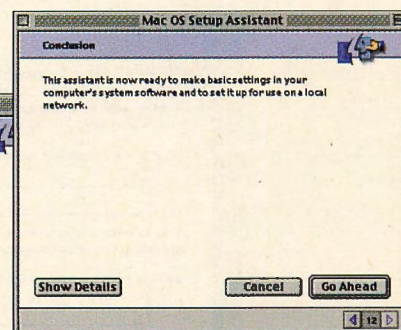 Mac OS Setup Assistant
Conclusion
This assistant is now ready to make basic settings in your
computer's system software and to set it up for use on a local
network.
Show Details
Cancel
Go Ahead
12